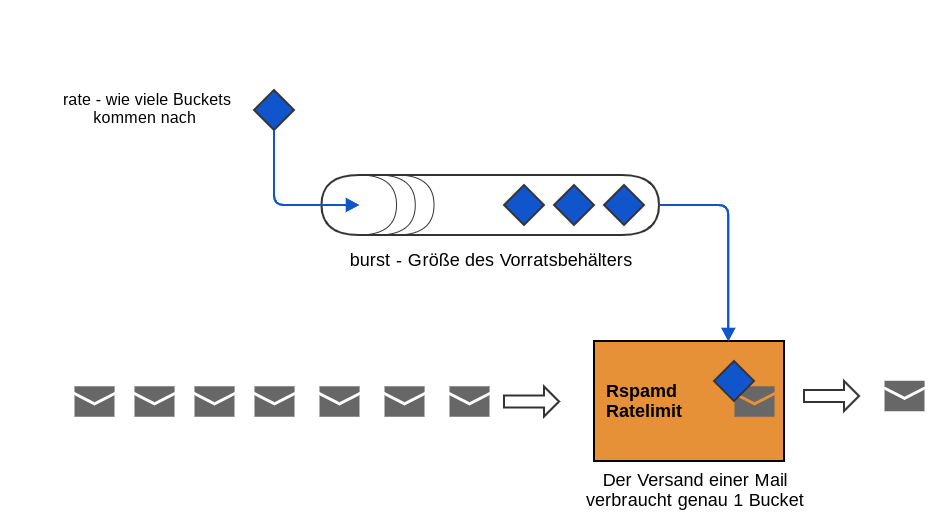 rate - wie viele Buckets
kommen nach
burst - Größe des Vorratsbehälters
Rspamd
Ratelimit
Der Versand einer Mail
verbraucht genau 1 Bucket